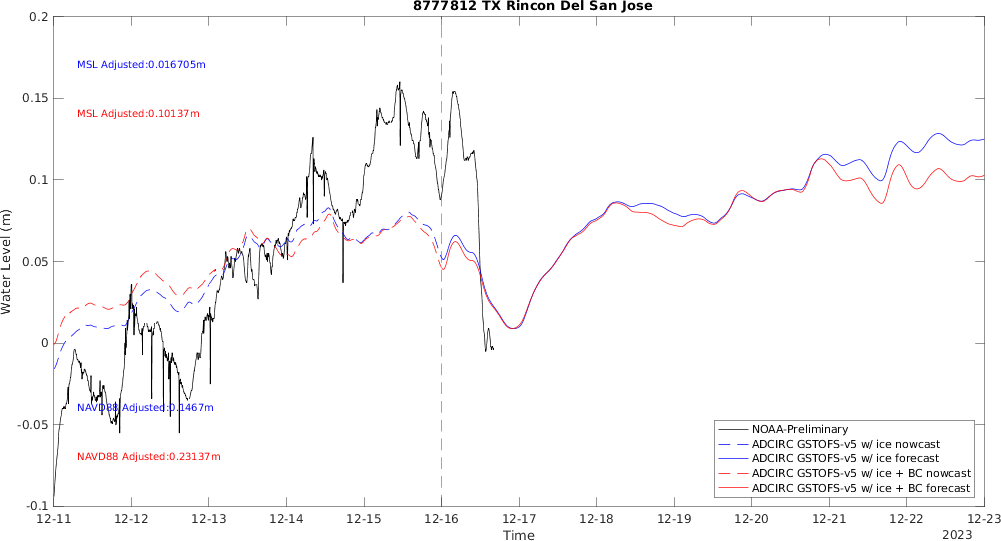 8777812 TX Rincon Del San Jose
0.2
0.15
0.1
0.05
0
-0.05
-0.1
Water Level (m)
MSL Adjusted:0.016705m
MSL Adjusted:0.10137m
NAVD88 Adjusted:0.1467m
NAVD88 Adjusted:0.23137m
NOAA-Preliminary
ADCIRC GSTOFS-v5 w/ ice nowcast
ADCIRC GSTOFS-v5 w/ ice forecast
ADCIRC GSTOFS-v5 w/ ice + BC nowcast
ADCIRC GSTOFS-v5 w/ ice + BC forecast
12-11 12-12 12-13 12-14 12-15 12-16 12-17 12-18 12-19 12-20 12-21 12-22 12-23
Time
2023